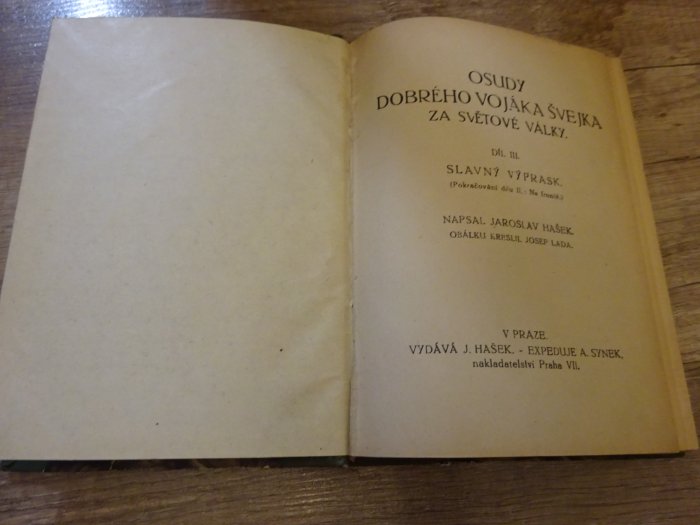 OSUDY
DOBRÉHO VOJÁKA ŠVEJKA
ZA SVĚTOVÉ VÁLKY.
DÍL III.
SLAVNÝ VÝPRASK.
(Pokračování dílu II.: Na frontě.)
NAPSAL JAROSLAV HAŠEK.
OBÁLKU KRESLIL JOSEF LADA.
V PRAZE.
VYDÁVÁ J. HAŠEK. - EXPEDUJE A. SYNEK,
nakladatelství Praha VII.